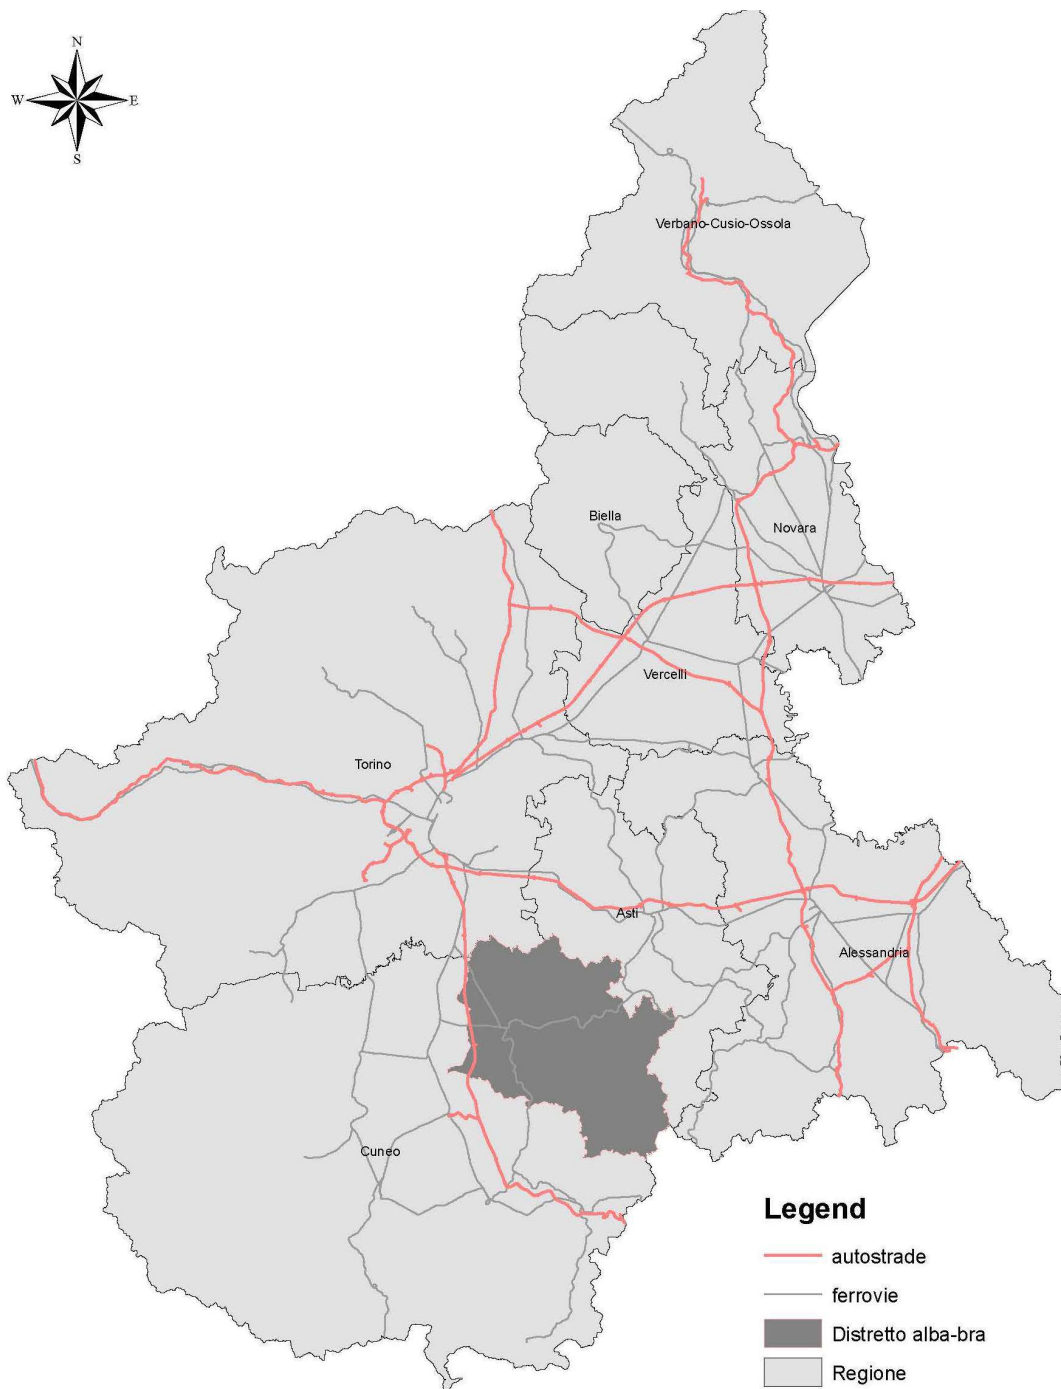 N
W E
S
Verbano-Cusio-Ossola
Biella
Novara
Vercelli
Torino
Asti
Alessandria
Cuneo
Legend
autostrade
ferrovie
Distretto alba-bra
Regione